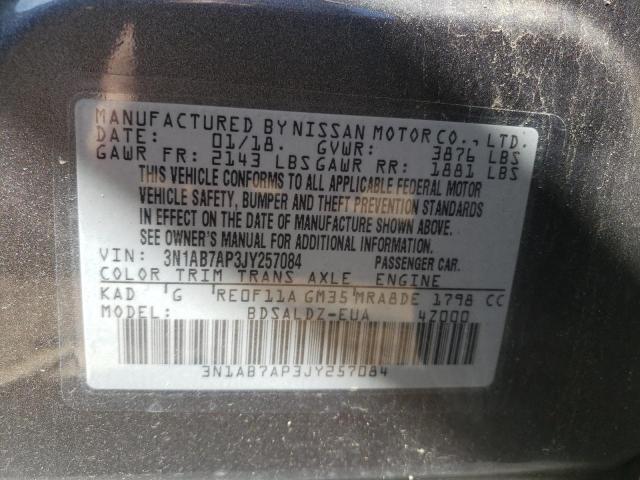 MANUFACTURED BY NISSAN MOTOR CO., LTD.
DATE: 01/18. GVWR: 3876 LBS
GAWR FR: 2143 LBS GAWR RR: 1881 LBS
THIS VEHICLE CONFORMS TO ALL APPLICABLE FEDERAL MOTOR
VEHICLE SAFETY, BUMPER AND THEFT PREVENTION STANDARDS
IN EFFECT ON THE DATE OF MANUFACTURE SHOWN ABOVE.
SEE OWNER'S MANUAL FOR ADDITIONAL INFORMATION.
VIN: 3N1AB7AP3JY257084 PASSENGER CAR.
COLOR TRIM TRANS AXLE ENGINE
KAD G RE0F11A GM35 MRA8DE 1798 CC
MODEL: BDSALDZ-EUA 4Z000
3N1AB7AP3JY257084